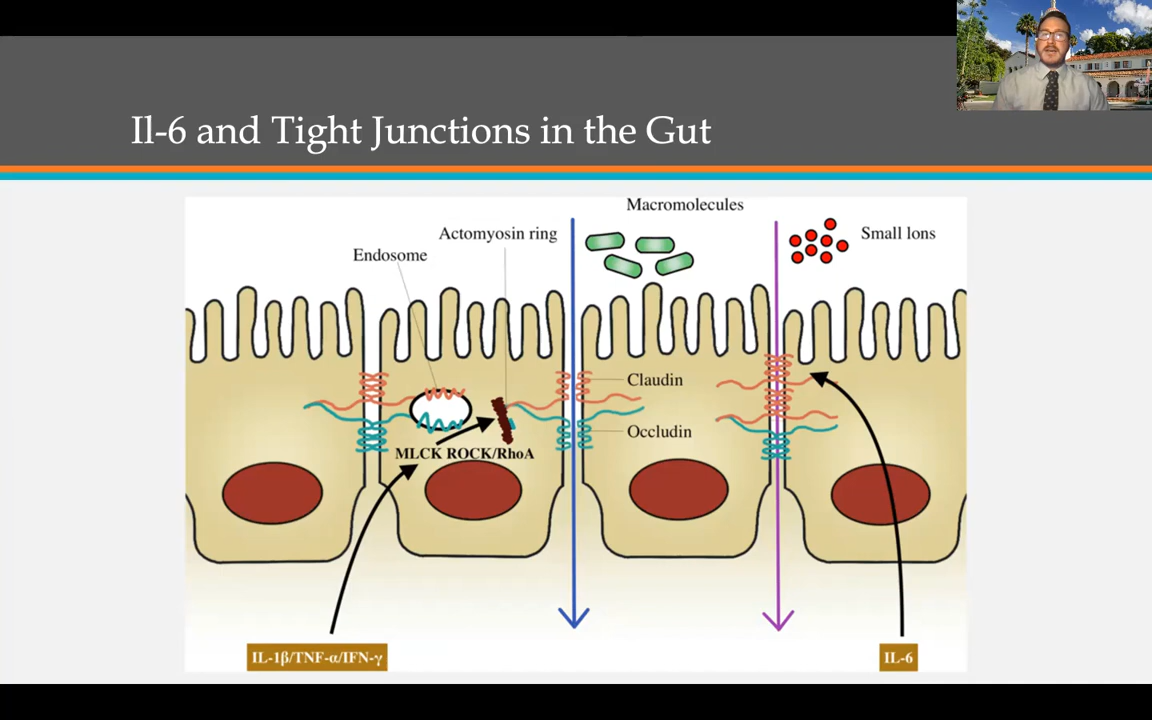 Il-6 and Tight Junctions in the Gut
Macromolecules
Actomyosin ring
Small lons
Endosome
Claudin
Occludin
MLCK ROCK/RhoA
IL-1β/TNF-α/IFN-γ
IL-6